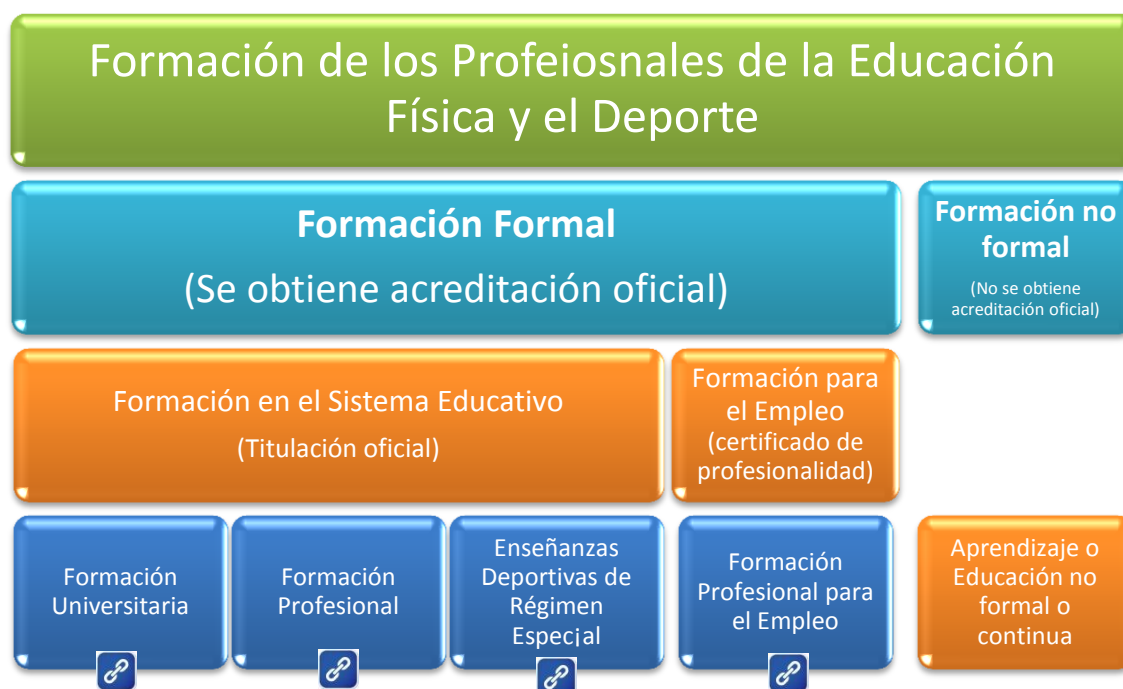 Formación de los Profeiosnales de la Educación
Física y el Deporte
Formación Formal
(Se obtiene acreditación oficial)
Formación no
formal
(No se obtiene
acreditación oficial)
Formación en el Sistema Educativo
(Titulación oficial)
Formación para
el Empleo
(certificado de
profesionalidad)
Formación
Universitaria
Formación
Profesional
Enseñanzas
Deportivas de
Régimen
Especial
Formación
Profesional para
el Empleo
Aprendizaje o
Educación no
formal o
continua